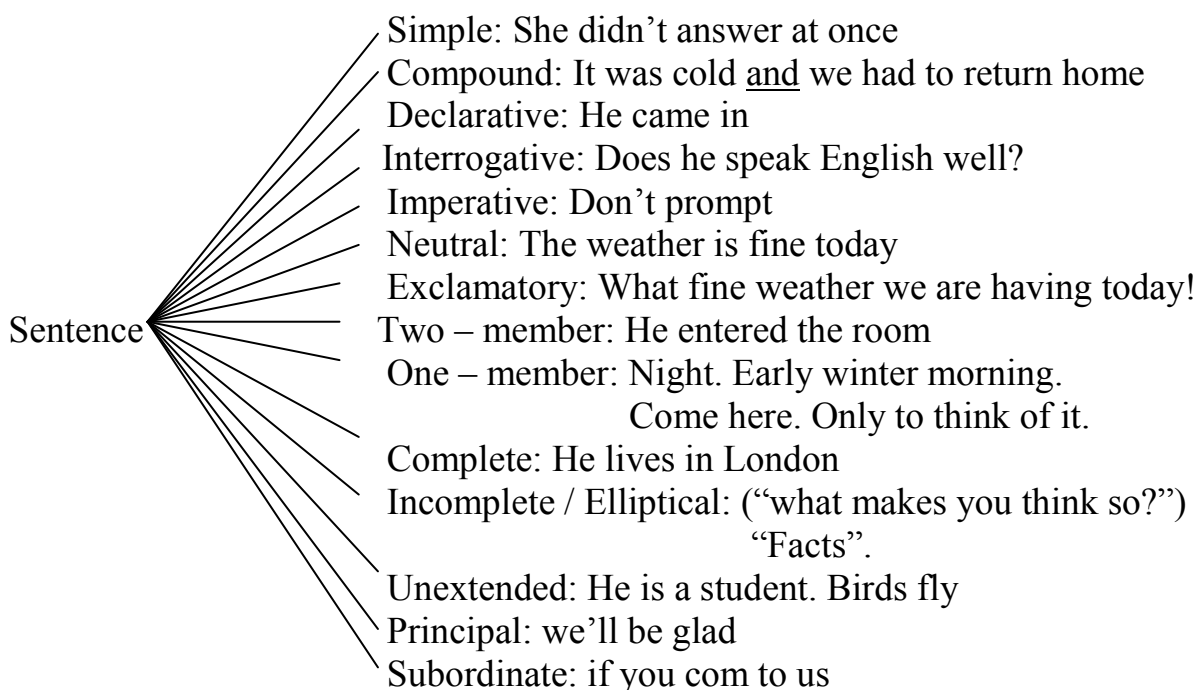 Simple: She didn’t answer at once
Compound: It was cold and we had to return home
Declarative: He came in
Interrogative: Does he speak English well?
Imperative: Don’t prompt
Neutral: The weather is fine today
Exclamatory: What fine weather we are having today!
Sentence
Two – member: He entered the room
One – member: Night. Early winter morning.
Come here. Only to think of it.
Complete: He lives in London
Incomplete / Elliptical: (“what makes you think so?”)
“Facts”.
Unextended: He is a student. Birds fly
Principal: we’ll be glad
Subordinate: if you com to us